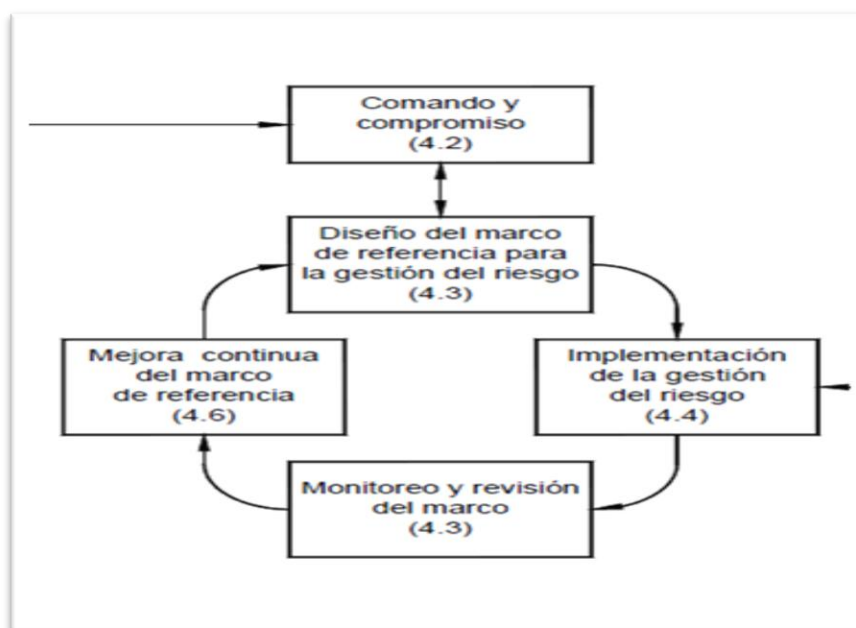 Comando y
compromiso
(4.2)
Diseño del marco
de referencia para
la gestión del riesgo
(4.3)
Mejora continua
del marco
de referencia
(4.6)
Implementación
de la gestión
del riesgo
(4.4)
Monitoreo y revisión
del marco
(4.3)